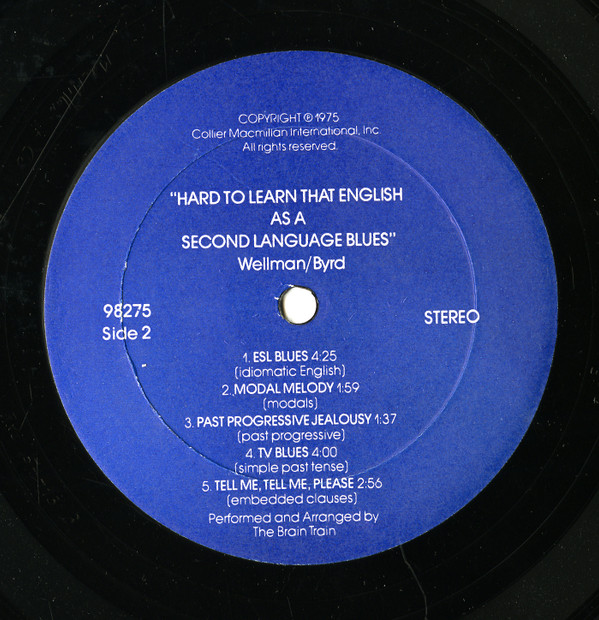 COPYRIGHT ℗ 1975
Collier Macmillan International, Inc.
All rights reserved.
"HARD TO LEARN THAT ENGLISH
AS A
SECOND LANGUAGE BLUES"
Wellman/Byrd
98275
Side 2
STEREO
1. ESL BLUES 4:25
(idiomatic English)
2. MODAL MELODY 1:59
(modals)
3. PAST PROGRESSIVE JEALOUSY 1:37
(past progressive)
4. TV BLUES 4:00
(simple past tense)
5. TELL ME, TELL ME, PLEASE 2:56
(embedded clauses)
Performed and Arranged by
The Brain Train